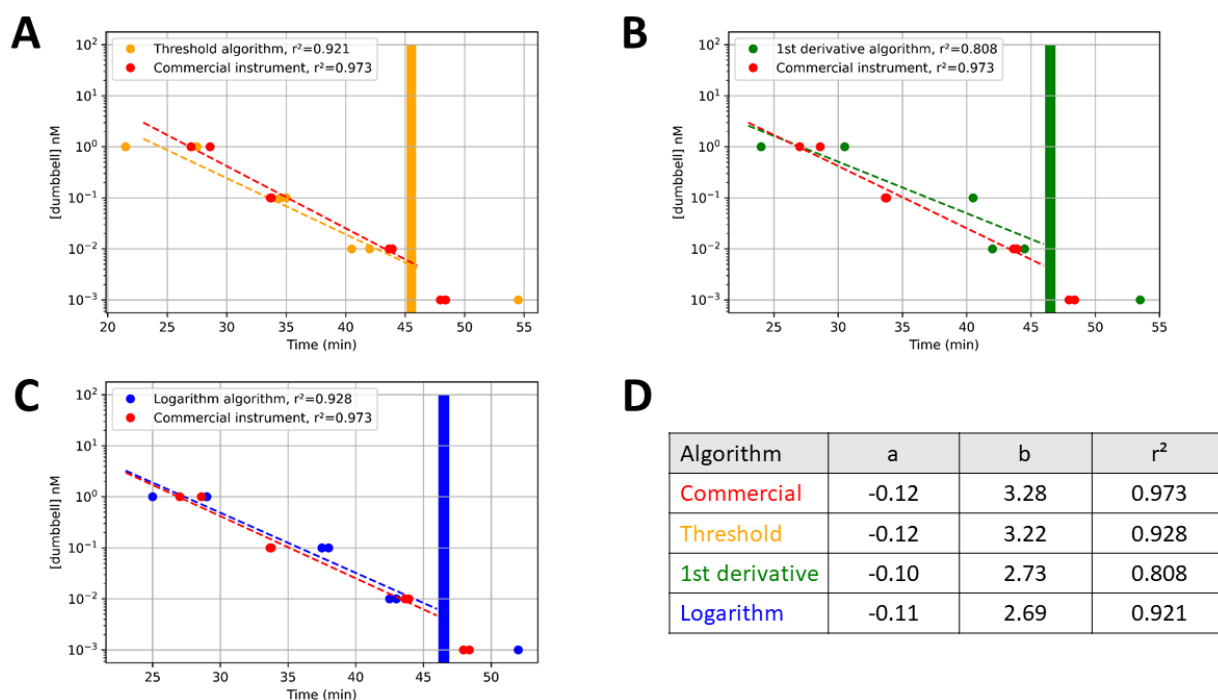 A
Threshold algorithm, r²=0.921
Commercial instrument, r²=0.973
10²
10¹
10⁰
10⁻¹
10⁻²
10⁻³
[dumbbell] nM
20 25 30 35 40 45 50 55
Time (min)
B
1st derivative algorithm, r²=0.808
Commercial instrument, r²=0.973
10²
10¹
10⁰
10⁻¹
10⁻²
10⁻³
[dumbbell] nM
25 30 35 40 45 50 55
Time (min)
C
Logarithm algorithm, r²=0.928
Commercial instrument, r²=0.973
10²
10¹
10⁰
10⁻¹
10⁻²
10⁻³
[dumbbell] nM
25 30 35 40 45 50
Time (min)
D
Algorithm a b r²
Commercial -0.12 3.28 0.973
Threshold -0.12 3.22 0.928
1st derivative -0.10 2.73 0.808
Logarithm -0.11 2.69 0.921